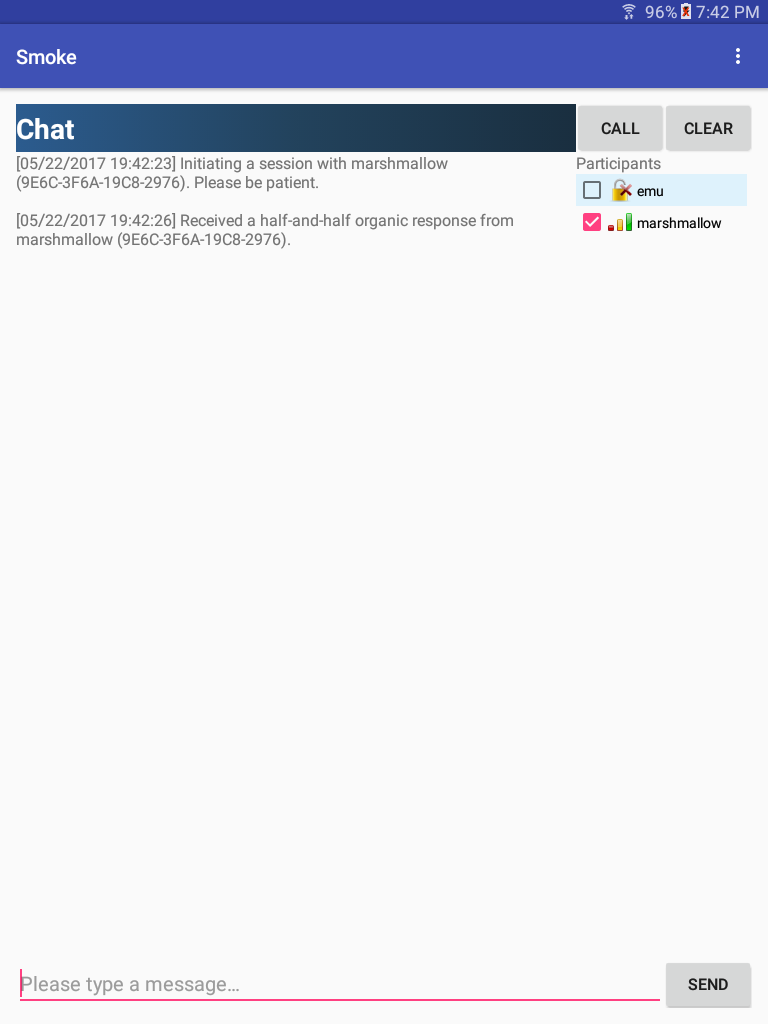 96% 7:42 PM
Smoke
Chat
CALL
CLEAR
[05/22/2017 19:42:23] Initiating a session with marshmallow
(9E6C-3F6A-19C8-2976). Please be patient.
[05/22/2017 19:42:26] Received a half-and-half organic response from
marshmallow (9E6C-3F6A-19C8-2976).
Participants
emu
marshmallow
Please type a message...
SEND